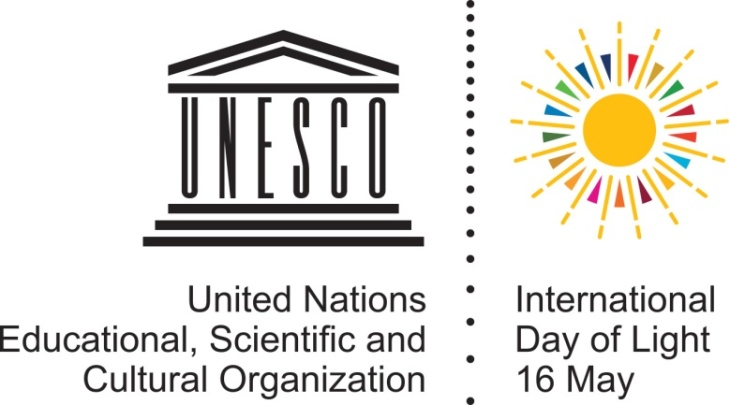 UNESCO
United Nations
Educational, Scientific and
Cultural Organization
International
Day of Light
16 May